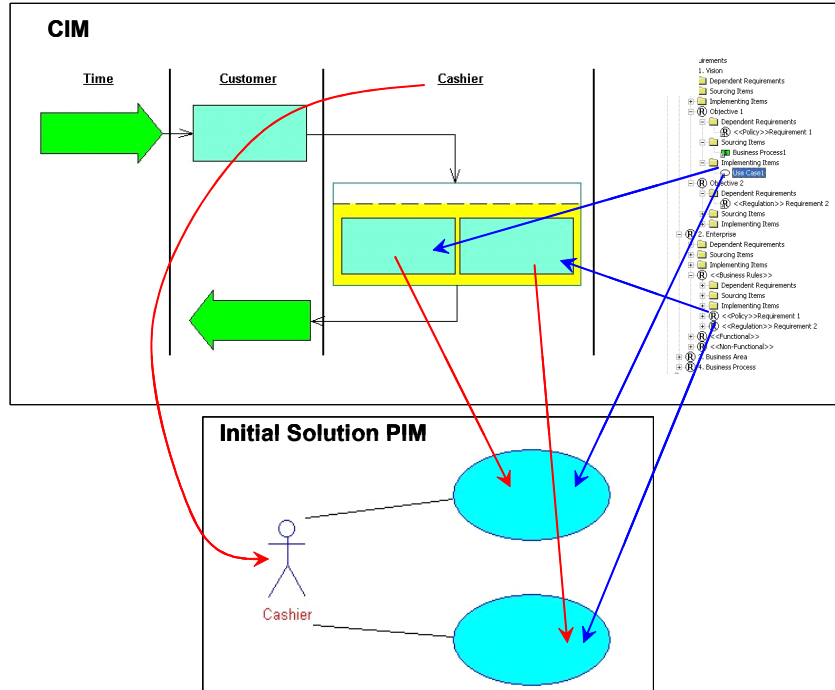 CIM
Time
Customer
Cashier
uirements
1. Vision
Dependent Requirements
Sourcing Items
Implementing Items
Objective 1
Dependent Requirements
<<Policy>>Requirement 1
Sourcing Items
Business Process1
Implementing Items
Use Case1
Objective 2
Dependent Requirements
<<Regulation>> Requirement 2
Sourcing Items
Implementing Items
2. Enterprise
Dependent Requirements
Sourcing Items
Implementing Items
<<Business Rules>>
Dependent Requirements
Sourcing Items
Implementing Items
<<Policy>>Requirement 1
<<Regulation>> Requirement 2
<<Functional>>
<<Non-Functional>>
3. Business Area
4. Business Process
Initial Solution PIM
Cashier